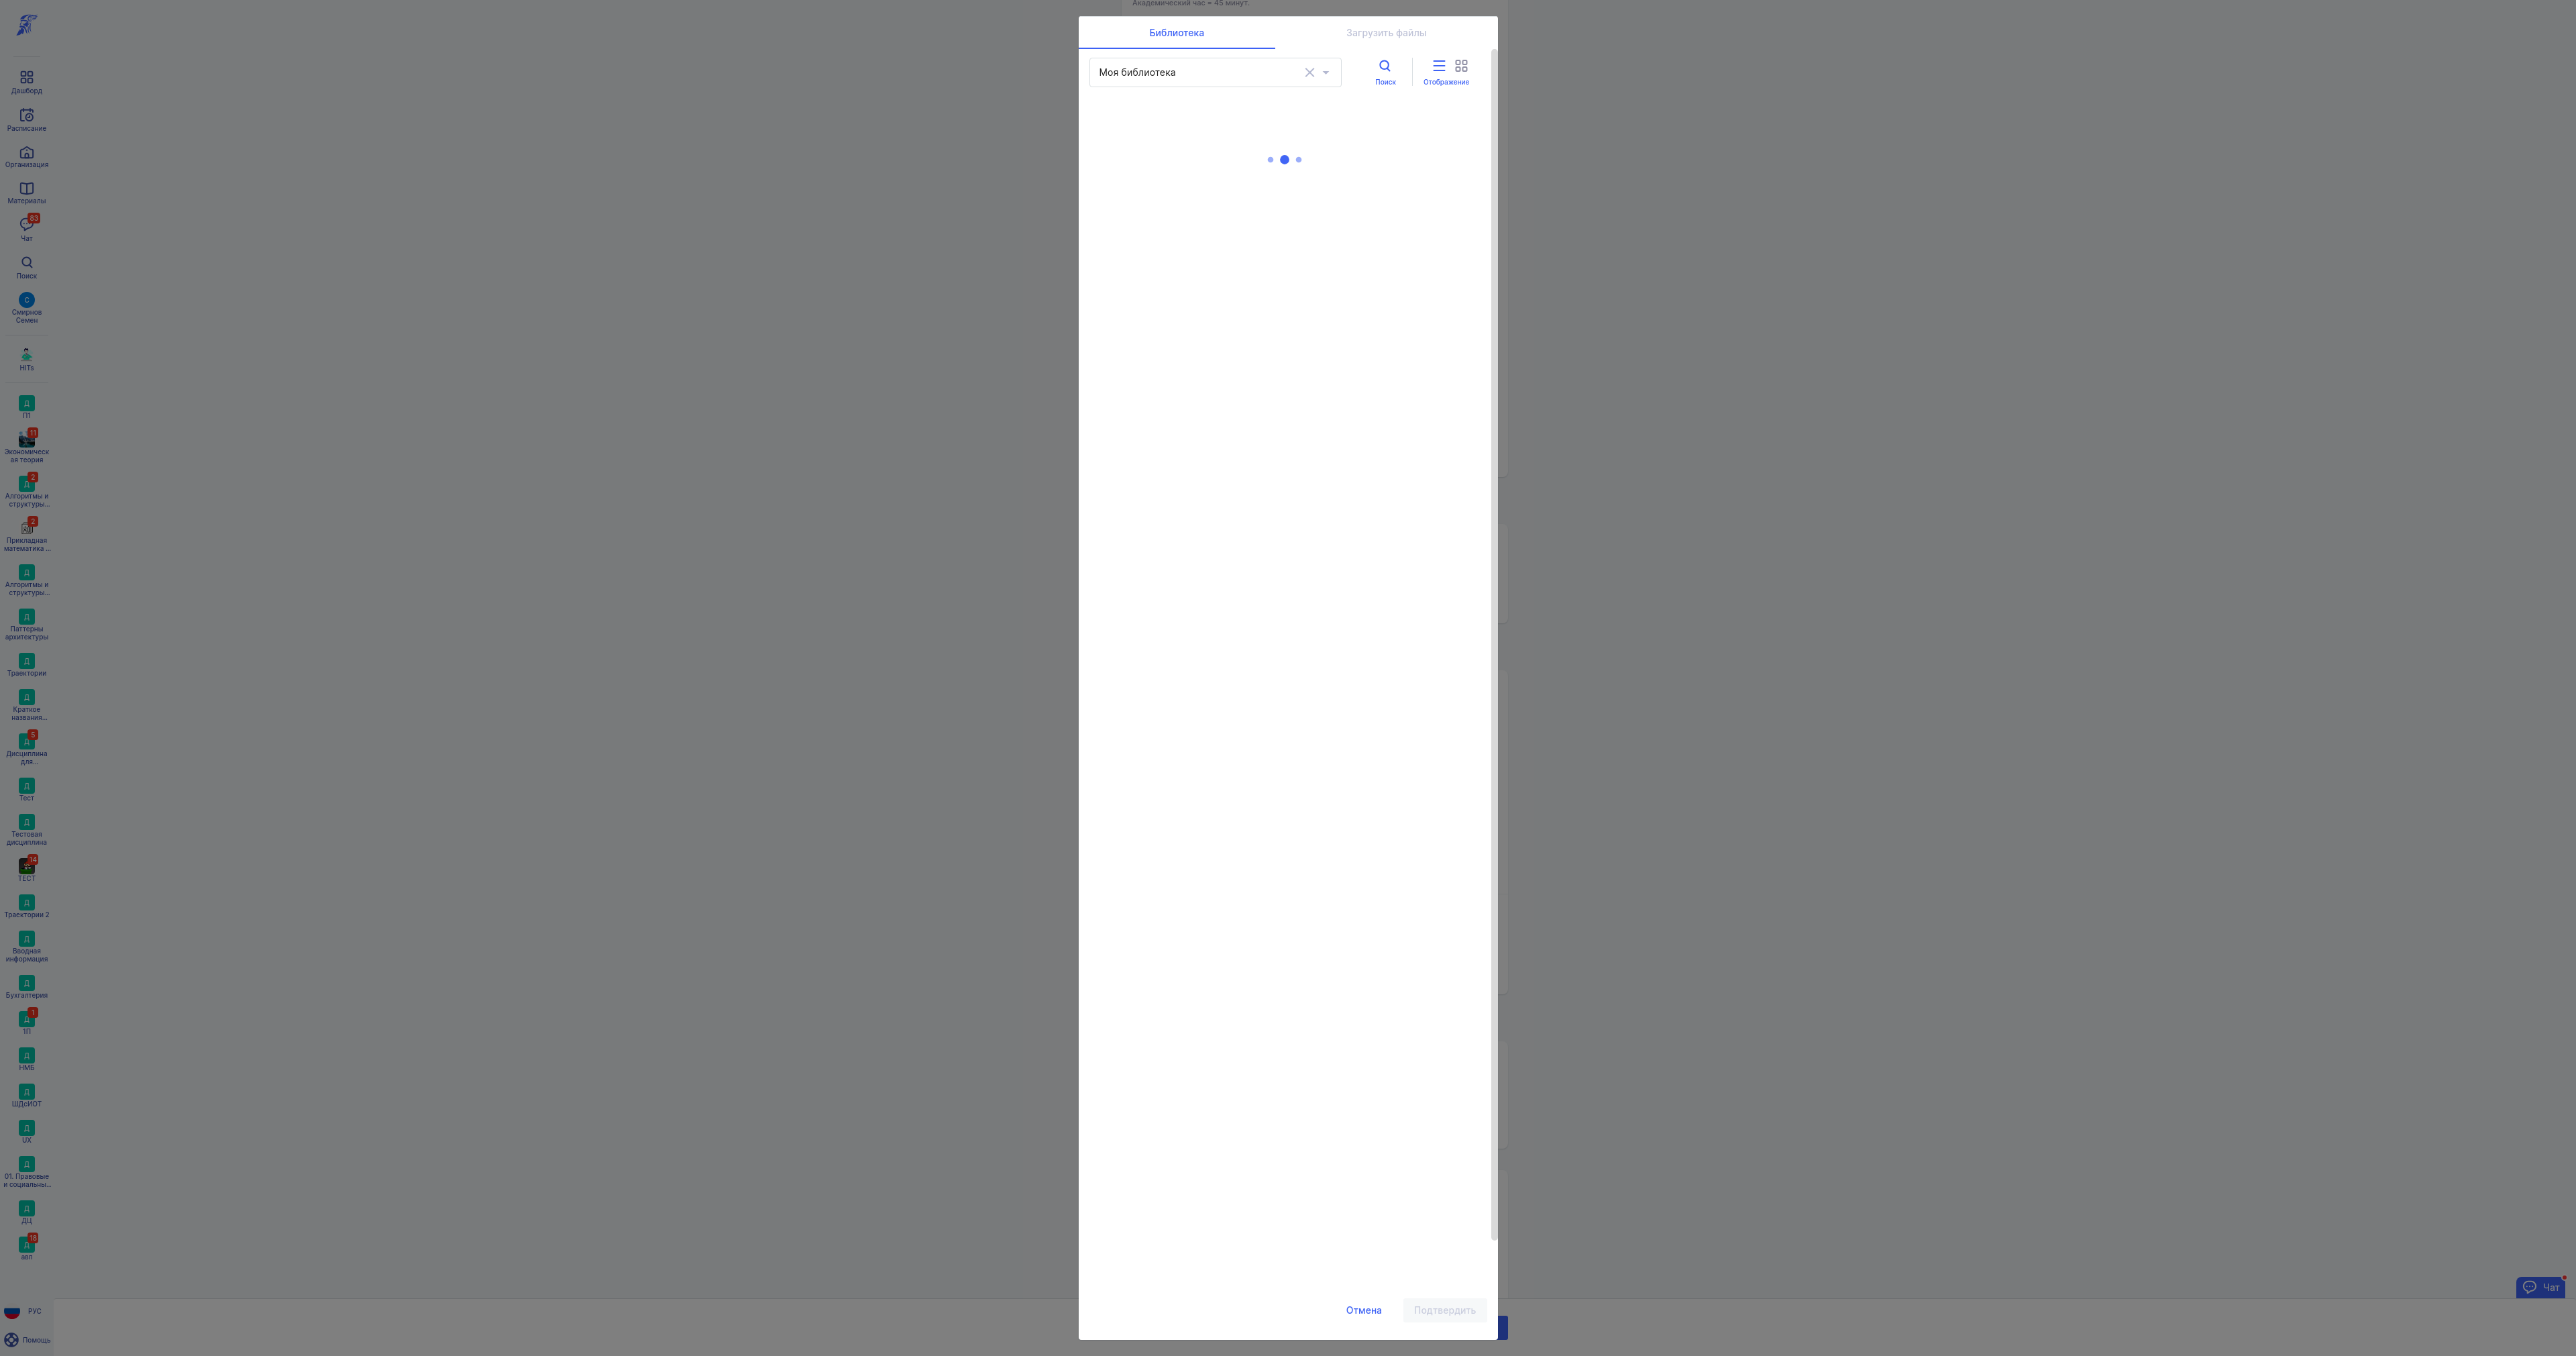 Академический час = 45 минут.
Библиотека
Загрузить файлы
Моя библиотека
Поиск
Отображение
Дашборд
Расписание
Организация
Материалы
83
Чат
Поиск
С
Смирнов
Семен
HITs
Д
П1
11
Экономическ
ая теория
2
Д
Алгоритмы и
структуры...
2
Прикладная
математика ...
Д
Алгоритмы и
структуры...
Д
Паттерны
архитектуры
Д
Траектории
Д
Краткое
названия...
5
Д
Дисциплина
для...
Д
Тест
Д
Тестовая
дисциплина
14
ТЕСТ
Д
Траектории 2
Д
Вводная
информация
Д
Бухгалтерия
1
Д
1П
Д
НМБ
Д
ШДсИОТ
Д
UX
Д
01. Правовые
и социальны...
Д
ДЦ
18
Д
авп
РУС
Помощь
Отмена
Подтвердить
Чат